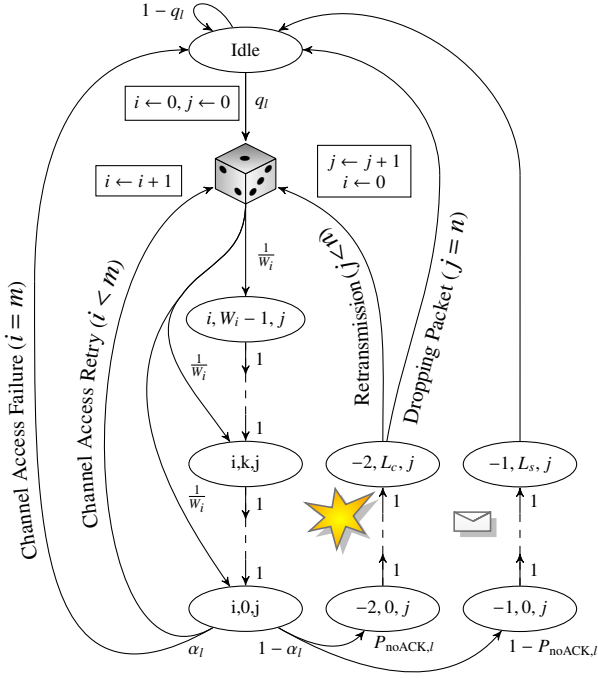 1 − q_l
Idle
i ← 0, j ← 0
q_l
j ← j + 1
i ← 0
i ← i + 1
1/W_i
i, W_i − 1, j
1
1/W_i
1
i,k,j
−2, L_c, j
−1, L_s, j
1
1
1
1/W_i
1
1
1
i,0,j
−2, 0, j
−1, 0, j
α_l
1 − α_l
P_noACK,l
1 − P_noACK,l
Channel Access Failure (i = m)
Channel Access Retry (i < m)
Retransmission (j<n)
Dropping Packet (j = n)